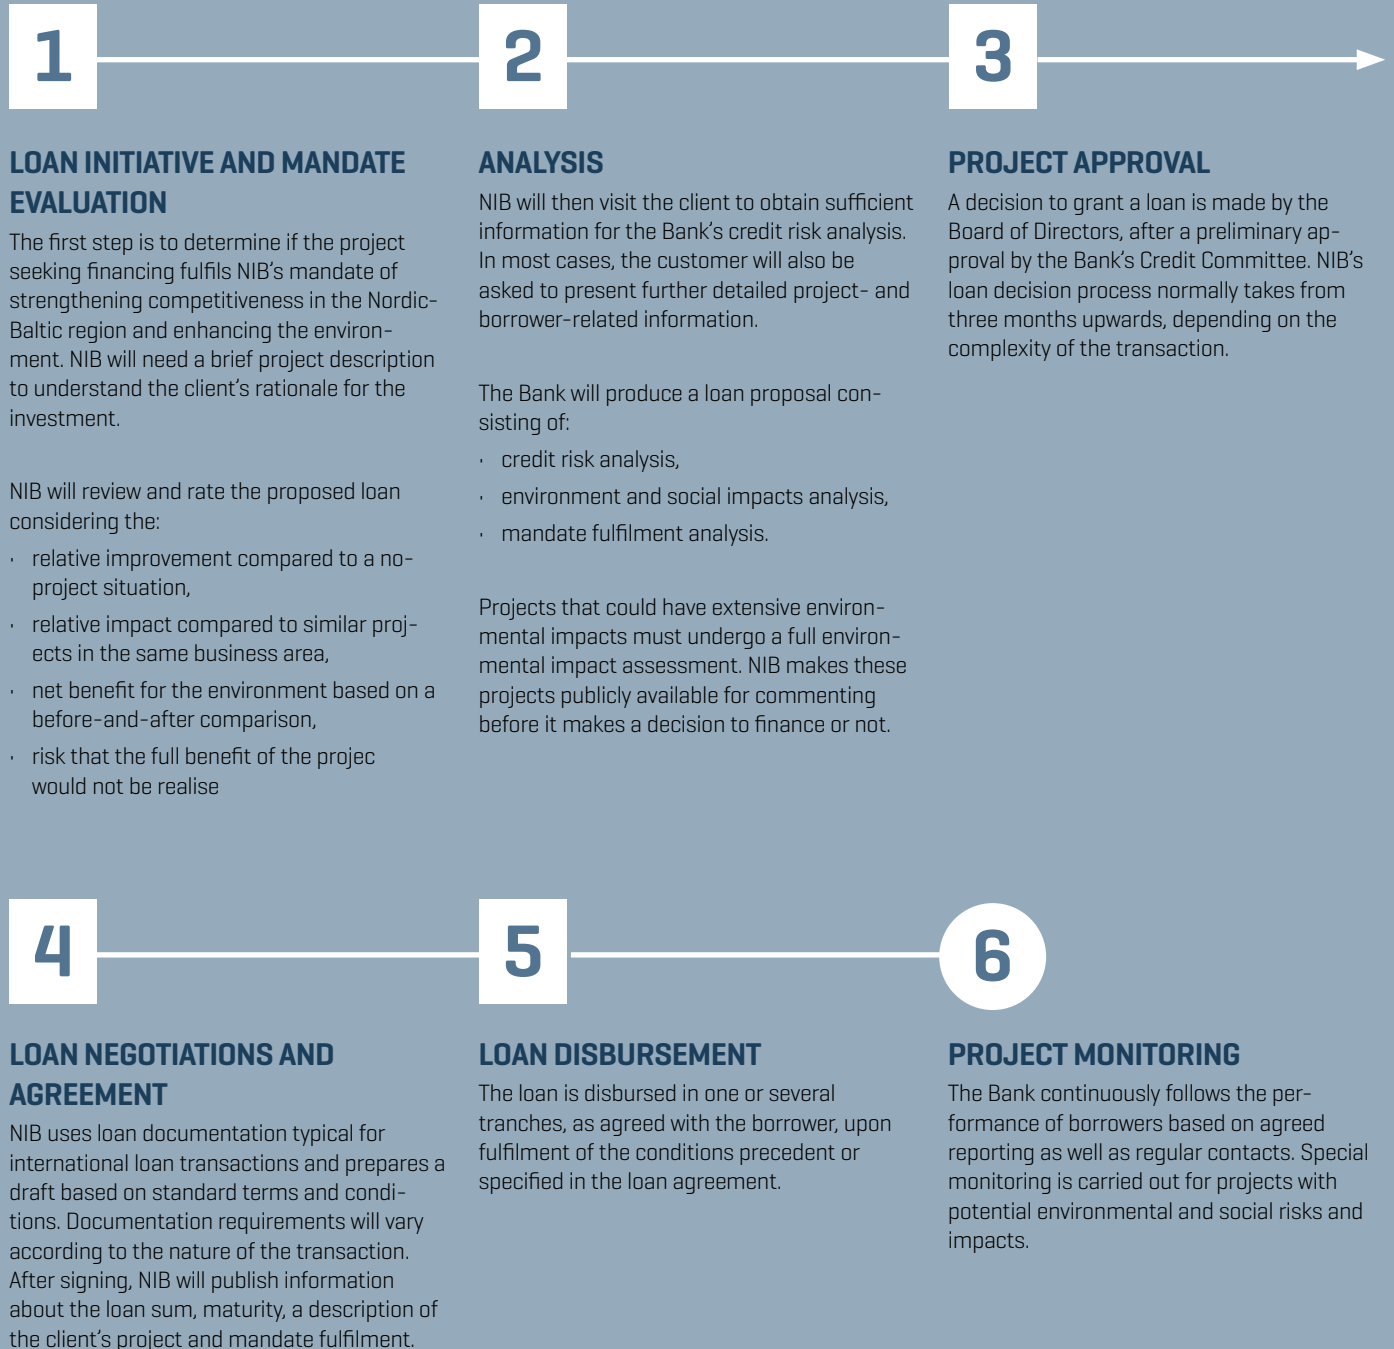 1
2
3
LOAN INITIATIVE AND MANDATE
EVALUATION
The first step is to determine if the project
seeking financing fulfils NIB's mandate of
strengthening competitiveness in the Nordic-
Baltic region and enhancing the environ-
ment. NIB will need a brief project description
to understand the client's rationale for the
investment.
NIB will review and rate the proposed loan
considering the:
· relative improvement compared to a no-
project situation,
· relative impact compared to similar proj-
ects in the same business area,
· net benefit for the environment based on a
before-and-after comparison,
· risk that the full benefit of the projec
would not be realise
ANALYSIS
NIB will then visit the client to obtain sufficient
information for the Bank's credit risk analysis.
In most cases, the customer will also be
asked to present further detailed project- and
borrower-related information.
The Bank will produce a loan proposal con-
sisting of:
· credit risk analysis,
· environment and social impacts analysis,
· mandate fulfilment analysis.
Projects that could have extensive environ-
mental impacts must undergo a full environ-
mental impact assessment. NIB makes these
projects publicly available for commenting
before it makes a decision to finance or not.
PROJECT APPROVAL
A decision to grant a loan is made by the
Board of Directors, after a preliminary ap-
proval by the Bank's Credit Committee. NIB's
loan decision process normally takes from
three months upwards, depending on the
complexity of the transaction.
4
5
6
LOAN NEGOTIATIONS AND
AGREEMENT
NIB uses loan documentation typical for
international loan transactions and prepares a
draft based on standard terms and condi-
tions. Documentation requirements will vary
according to the nature of the transaction.
After signing, NIB will publish information
about the loan sum, maturity, a description of
the client's project and mandate fulfilment.
LOAN DISBURSEMENT
The loan is disbursed in one or several
tranches, as agreed with the borrower, upon
fulfilment of the conditions precedent or
specified in the loan agreement.
PROJECT MONITORING
The Bank continuously follows the per-
formance of borrowers based on agreed
reporting as well as regular contacts. Special
monitoring is carried out for projects with
potential environmental and social risks and
impacts.